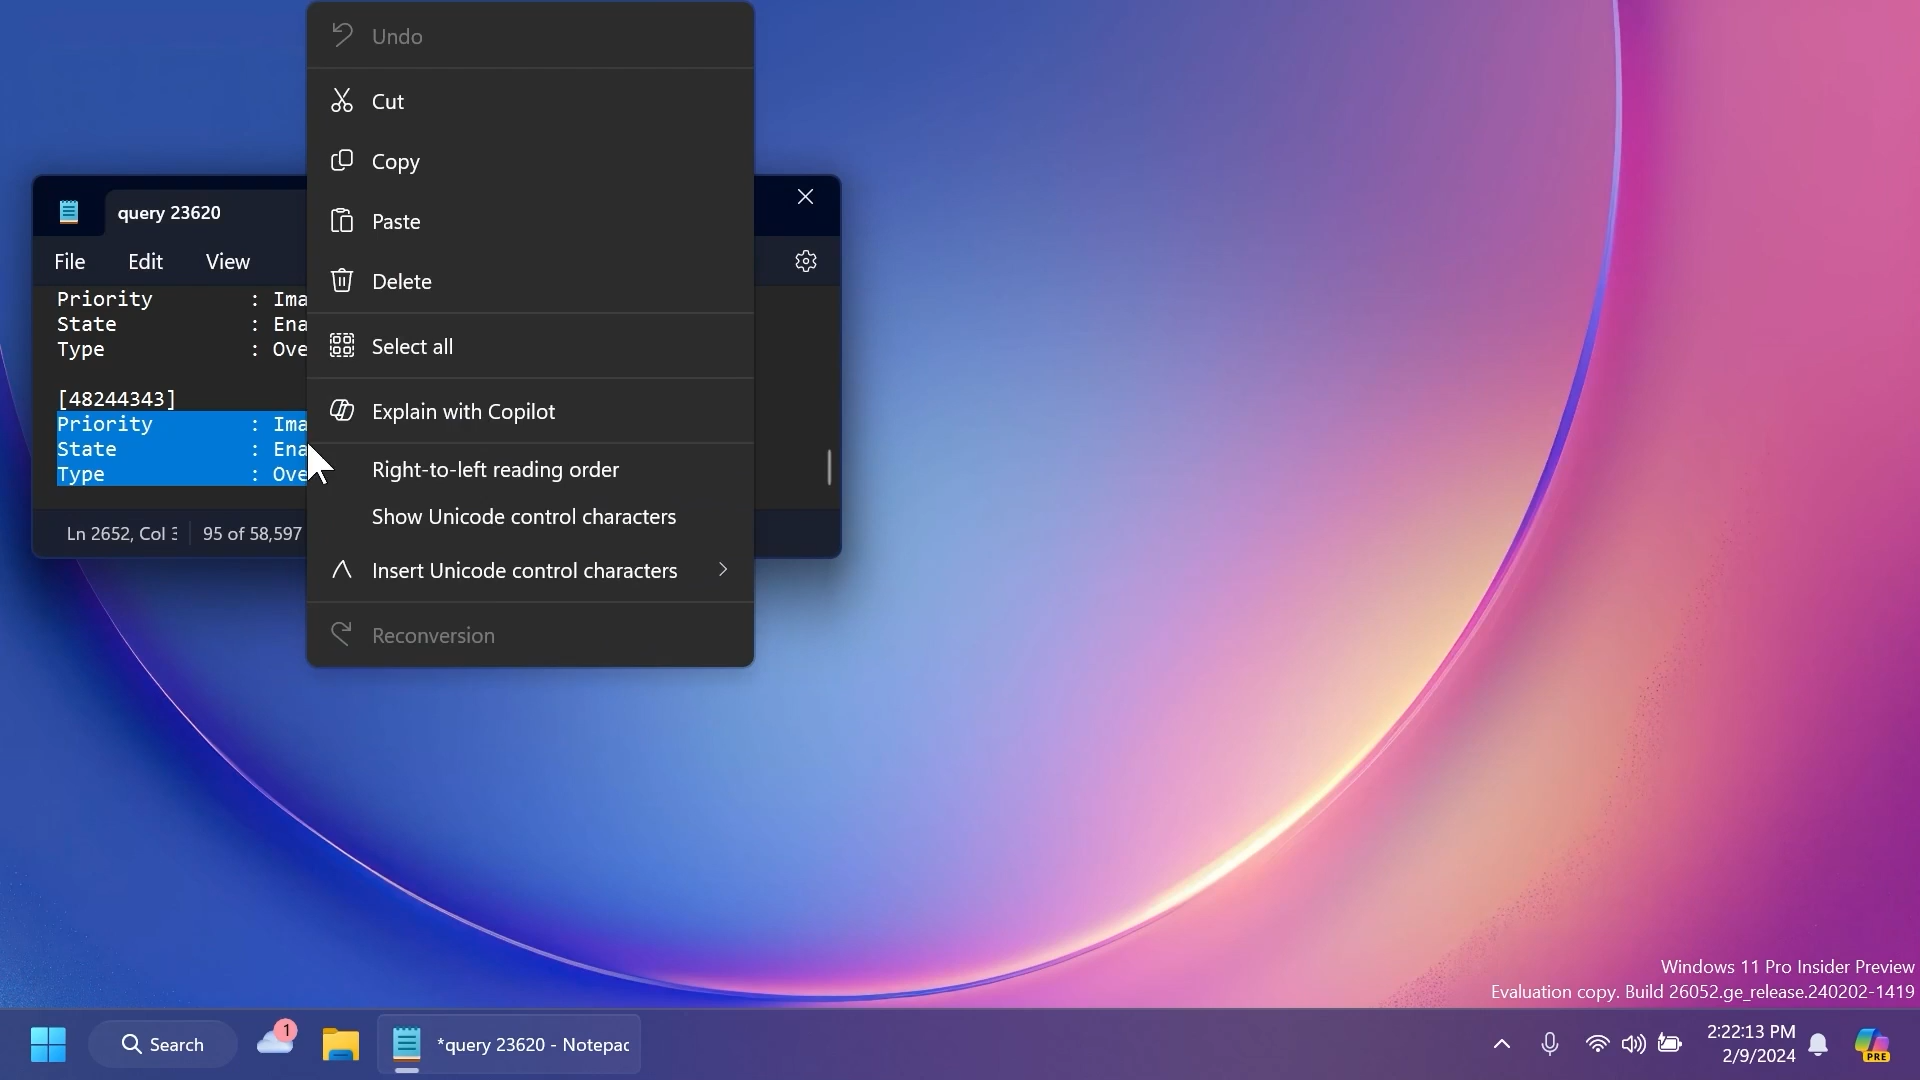 Undo
Cut
Copy
Paste
Delete
Select all
Explain with Copilot
Right-to-left reading order
Show Unicode control characters
Insert Unicode control characters
Reconversion
query 23620
File Edit View
Priority : Ima
State : Ena
Type : Ove
[48244343]
Priority : Ima
State : Ena
Type : Ove
Ln 2652, Col 3 95 of 58,597
Windows 11 Pro Insider Preview
Evaluation copy. Build 26052.ge_release.240202-1419
Search
1
*query 23620 - Notepad
2:22:13 PM
2/9/2024
PRE